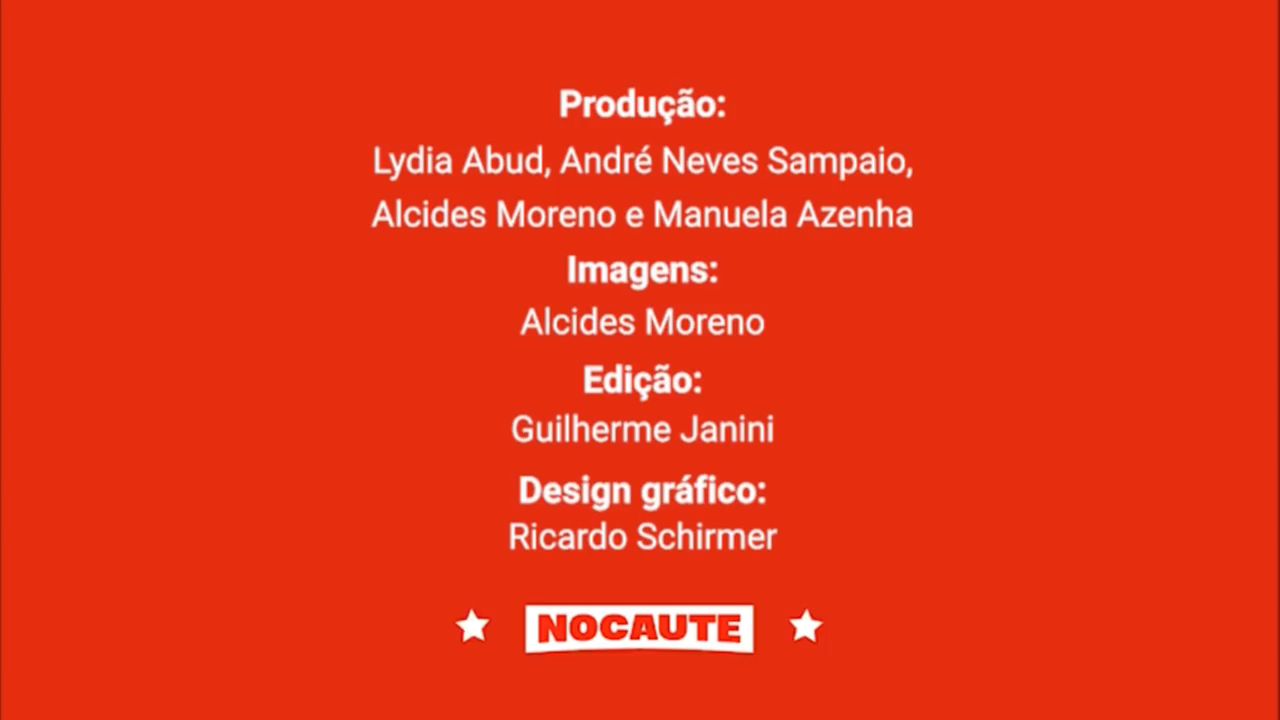 Produção:
Lydia Abud, André Neves Sampaio,
Alcides Moreno e Manuela Azenha
Imagens:
Alcides Moreno
Edição:
Guilherme Janini
Design gráfico:
Ricardo Schirmer
NOCAUTE